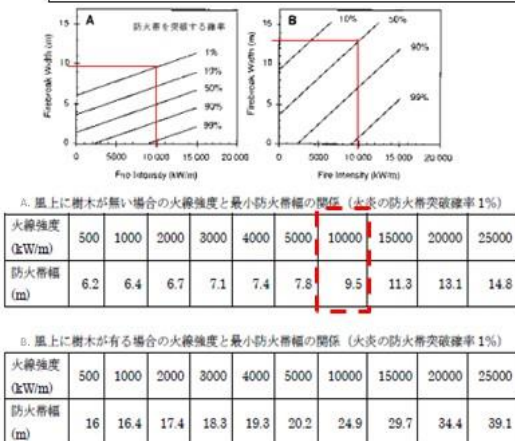 A 防火帯を突破する確率
15
10
5
0
Firebreak Width (m)
1%
10%
50%
90%
99%
0 5000 10 000 15 000 20 000
Fire Intensity (kW/m)
B
10% 50%
15
10
5
0
Firebreak Width (m)
90%
99%
0 5000 10 000 15 000 20 000
Fire Intensity (kW/m)
A. 風上に樹木が無い場合の火線強度と最小防火帯幅の関係（火炎の防火帯突破確率 1%）
火線強度 (kW/m) 500 1000 2000 3000 4000 5000 10000 15000 20000 25000
防火帯幅 (m) 6.2 6.4 6.7 7.1 7.4 7.8 9.5 11.3 13.1 14.8
B. 風上に樹木が有る場合の火線強度と最小防火帯幅の関係（火炎の防火帯突破確率 1%）
火線強度 (kW/m) 500 1000 2000 3000 4000 5000 10000 15000 20000 25000
防火帯幅 (m) 16 16.4 17.4 18.3 19.3 20.2 24.9 29.7 34.4 39.1